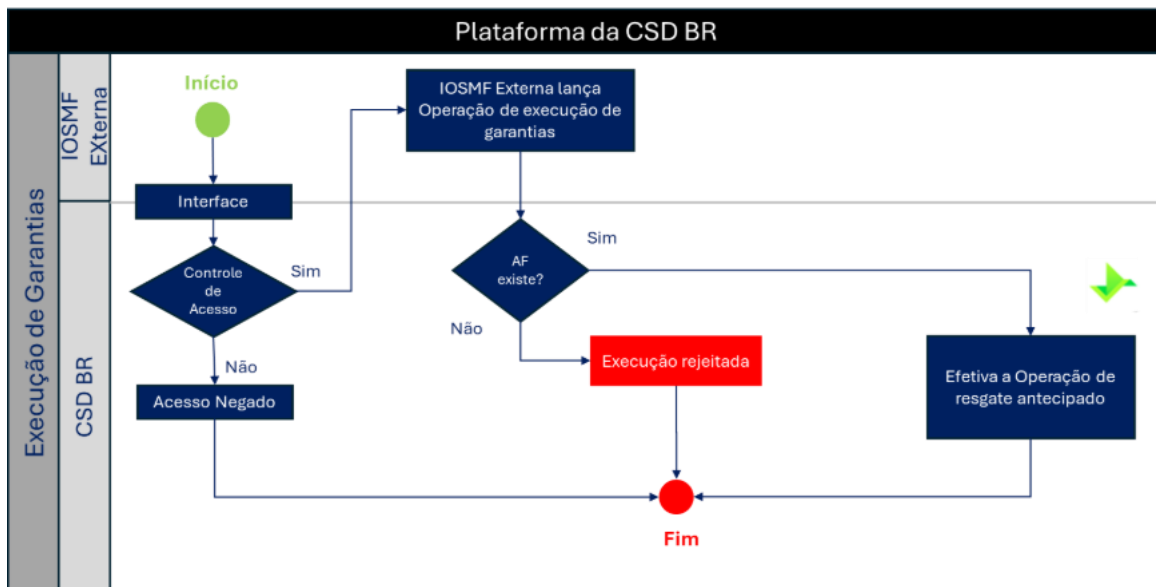 Plataforma da CSD BR
Execução de Garantias
IOSMF
EXterna
CSD BR
Início
Interface
Controle
de
Acesso
Sim
Não
Acesso Negado
IOSMF Externa lança
Operação de execução de
garantias
AF
existe?
Sim
Não
Execução rejeitada
Efetiva a Operação de
resgate antecipado
Fim